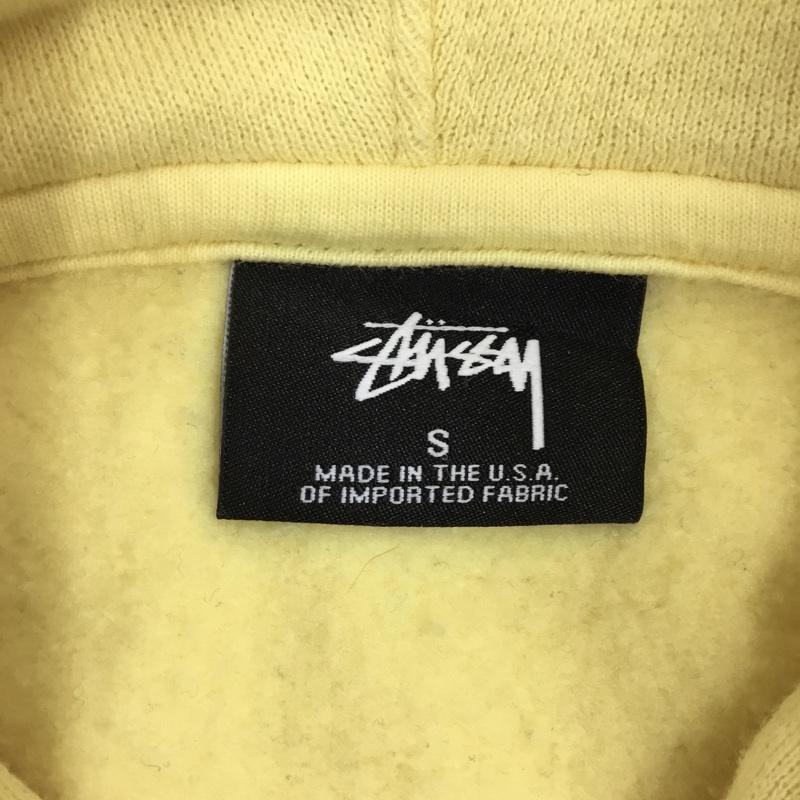 Stüssy
S
MADE IN THE U.S.A.
OF IMPORTED FABRIC